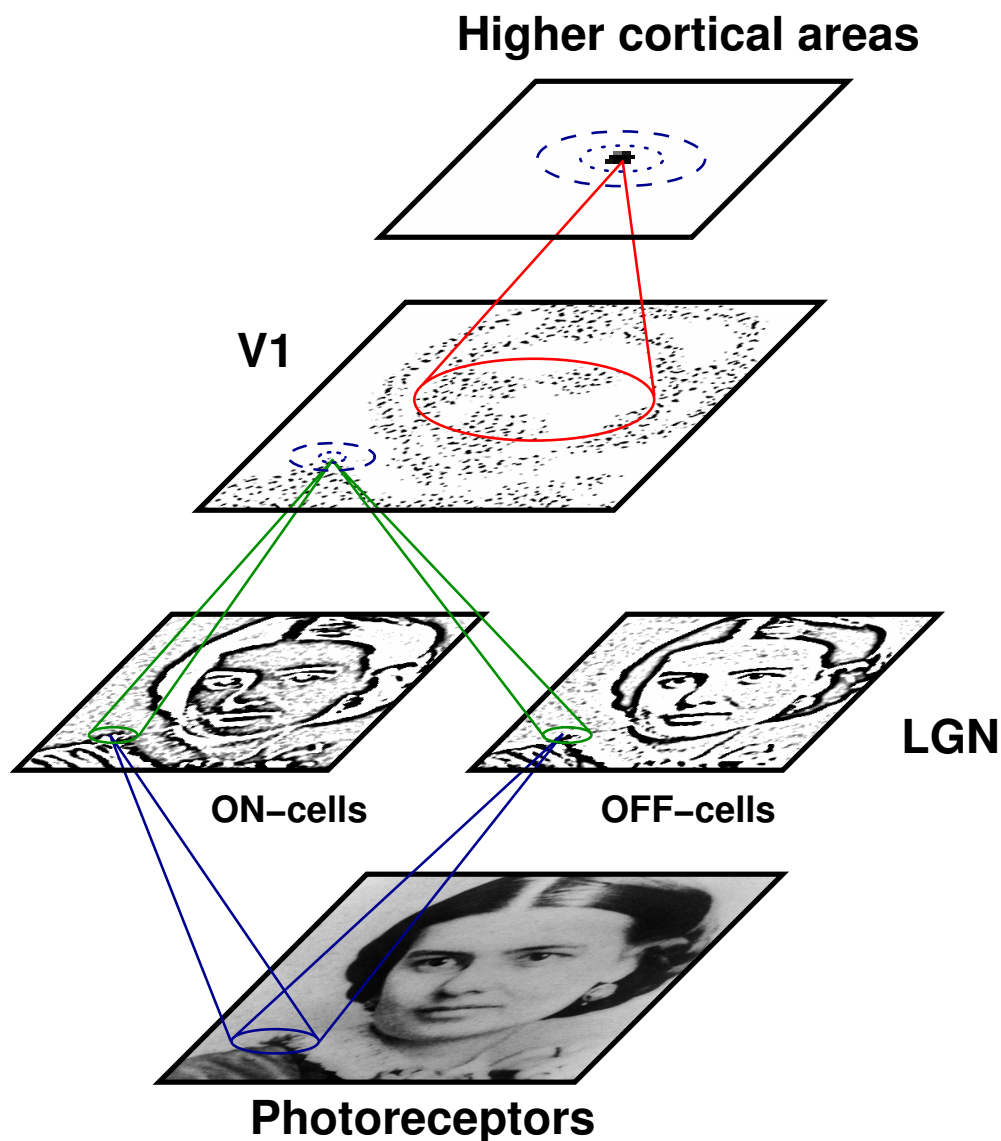 Higher cortical areas
V1
LGN
ON−cells
OFF−cells
Photoreceptors